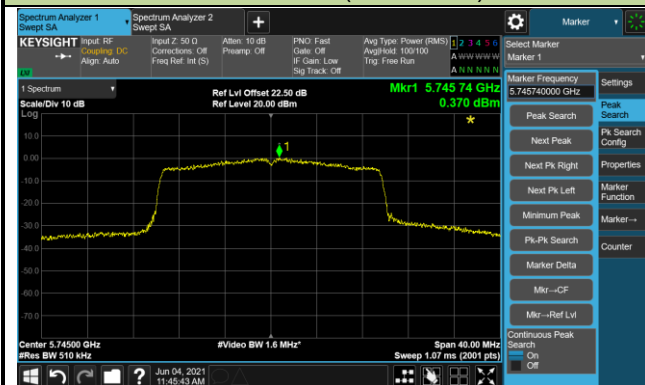 Spectrum Analyzer 1
Swept SA
Spectrum Analyzer 2
Swept SA
+
Marker
KEYSIGHT
Input: RF
Coupling: DC
Align: Auto
Input Z: 50 Ω
Corrections: Off
Freq Ref: Int (S)
Atten: 10 dB
Preamp: Off
PNO: Fast
Gate: Off
IF Gain: Low
Sig Track: Off
Avg Type: Power (RMS)
Avg|Hold: 100/100
Trig: Free Run
1 2 3 4 5 6
A W W W W W
A N N N N N
LW
Select Marker
Marker 1
1 Spectrum
Scale/Div 10 dB
Log
Ref Lvl Offset 22.50 dB
Ref Level 20.00 dBm
Mkr1 5.745 74 GHz
0.370 dBm
1
10.0
0.00
-10.0
-20.0
-30.0
-40.0
-50.0
-60.0
-70.0
Center 5.74500 GHz
#Res BW 510 kHz
#Video BW 1.6 MHz*
Span 40.00 MHz
Sweep 1.07 ms (2001 pts)
Marker Frequency
5.745740000 GHz
Peak Search
Next Peak
Next Pk Right
Next Pk Left
Minimum Peak
Pk-Pk Search
Marker Delta
Mkr→CF
Mkr→Ref Lvl
Continuous Peak
Search
On
Off
Settings
Peak
Search
Pk Search
Config
Properties
Marker
Function
Marker→
Counter
?
Jun 04, 2021
11:45:43 AM